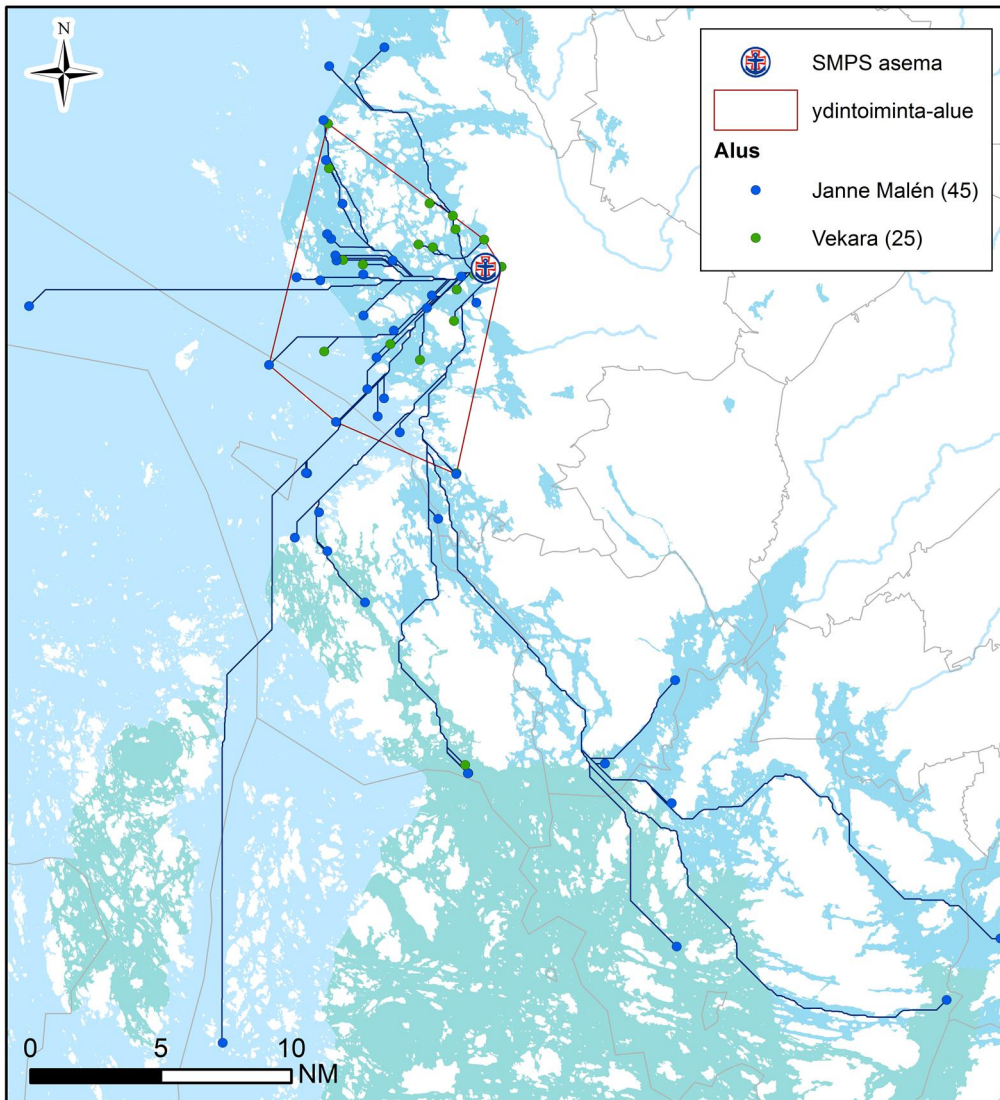 N
SMPS asema
ydintoiminta-alue
Alus
Janne Malén (45)
Vekara (25)
0 5 10
NM